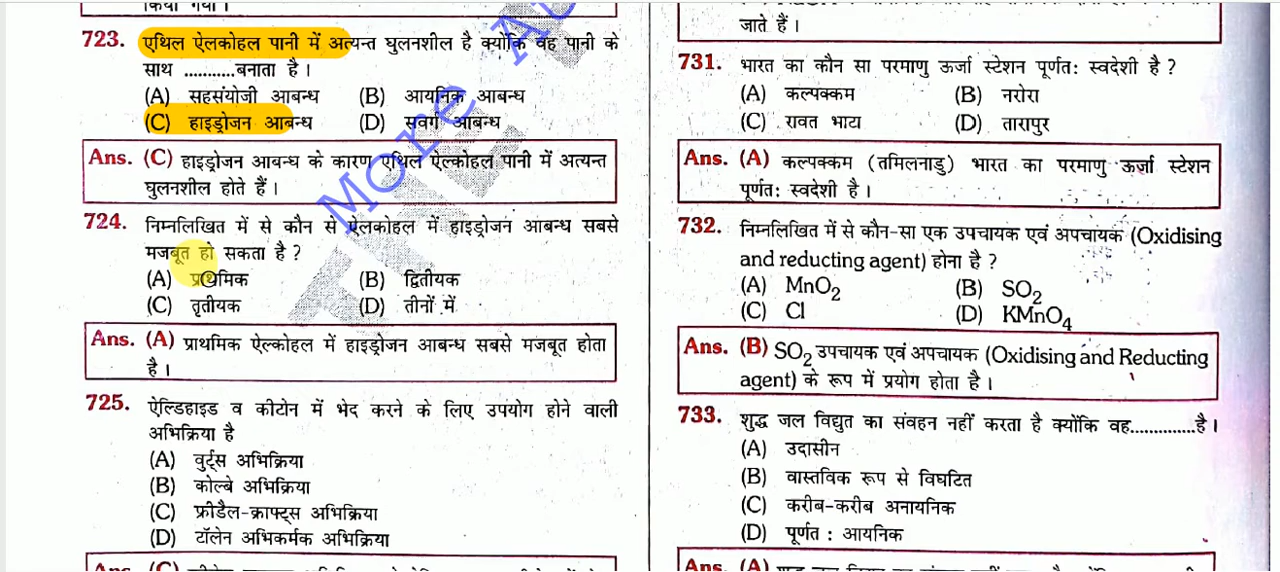 किया गया।
723. एथिल ऐलकोहल पानी में अत्यन्त घुलनशील है क्योंकि वह पानी के
साथ ...........बनाता है।
(A) सहसंयोजी आबन्ध (B) आयनिक आबन्ध
(C) हाइड्रोजन आबन्ध (D) सवर्ग आबन्ध
Ans. (C) हाइड्रोजन आबन्ध के कारण एथिल ऐल्कोहल पानी में अत्यन्त
घुलनशील होते हैं।
724. निम्नलिखित में से कौन से ऐलकोहल में हाइड्रोजन आबन्ध सबसे
मजबूत हो सकता है ?
(A) प्राथमिक (B) द्वितीयक
(C) तृतीयक (D) तीनों में
Ans. (A) प्राथमिक ऐल्कोहल में हाइड्रोजन आबन्ध सबसे मजबूत होता
है।
725. ऐल्डिहाइड व कीटोन में भेद करने के लिए उपयोग होने वाली
अभिक्रिया है
(A) वुर्ट्स अभिक्रिया
(B) कोल्बे अभिक्रिया
(C) फ्रीडैल-क्राफ्ट्स अभिक्रिया
(D) टॉलेन अभिकर्मक अभिक्रिया
Ans. (C)
More
जाते हैं।
731. भारत का कौन सा परमाणु ऊर्जा स्टेशन पूर्णतः स्वदेशी है ?
(A) कल्पक्कम (B) नरोरा
(C) रावत भाटा (D) तारापुर
Ans. (A) कल्पक्कम (तमिलनाडु) भारत का परमाणु ऊर्जा स्टेशन
पूर्णतः स्वदेशी है।
732. निम्नलिखित में से कौन-सा एक उपचायक एवं अपचायक (Oxidising
and reducting agent) होना है ?
(A) MnO2 (B) SO2
(C) Cl (D) KMnO4
Ans. (B) SO2 उपचायक एवं अपचायक (Oxidising and Reducting
agent) के रूप में प्रयोग होता है।
733. शुद्ध जल विद्युत का संवहन नहीं करता है क्योंकि वह.............है।
(A) उदासीन
(B) वास्तविक रूप से विघटित
(C) करीब-करीब अनायनिक
(D) पूर्णत : आयनिक
Ans. (A)